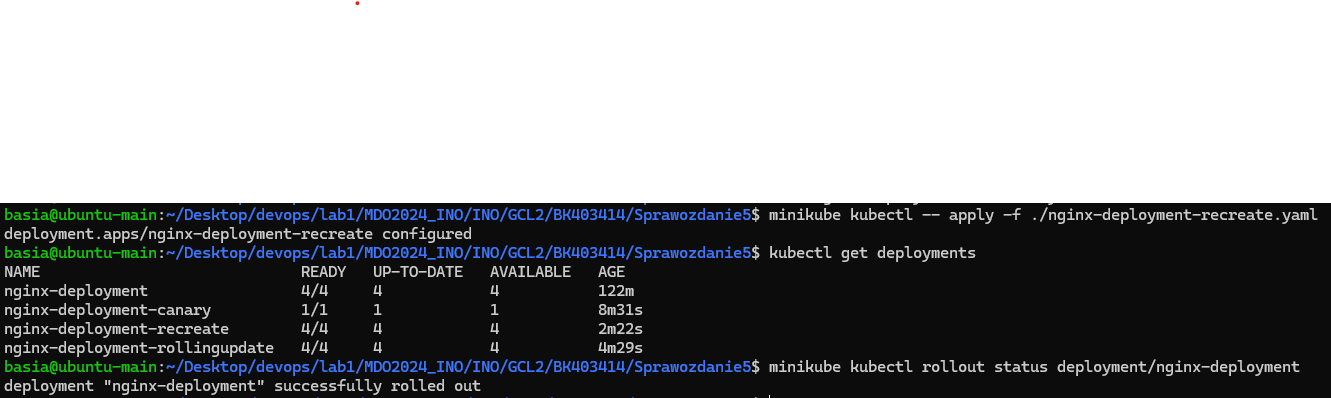 basia@ubuntu-main:~/Desktop/devops/lab1/MDO2024_INO/INO/GCL2/BK403414/Sprawozdanie5$ minikube kubectl -- apply -f ./nginx-deployment-recreate.yaml
deployment.apps/nginx-deployment-recreate configured
basia@ubuntu-main:~/Desktop/devops/lab1/MDO2024_INO/INO/GCL2/BK403414/Sprawozdanie5$ kubectl get deployments
NAME                             READY   UP-TO-DATE   AVAILABLE   AGE
nginx-deployment                 4/4     4            4           122m
nginx-deployment-canary          1/1     1            1           8m31s
nginx-deployment-recreate        4/4     4            4           2m22s
nginx-deployment-rollingupdate   4/4     4            4           4m29s
basia@ubuntu-main:~/Desktop/devops/lab1/MDO2024_INO/INO/GCL2/BK403414/Sprawozdanie5$ minikube kubectl rollout status deployment/nginx-deployment
deployment "nginx-deployment" successfully rolled out